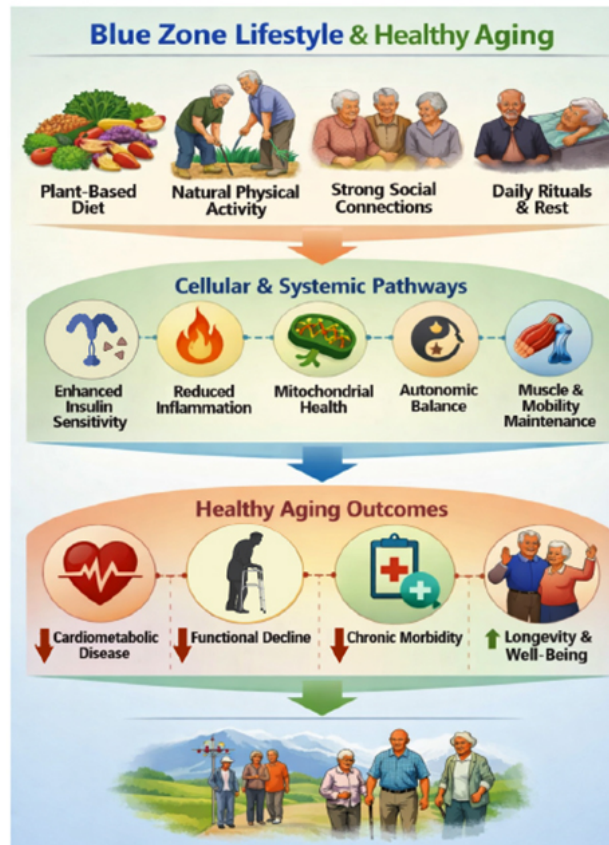 Blue Zone Lifestyle & Healthy Aging
Plant-Based
Diet
Natural Physical
Activity
Strong Social
Connections
Daily Rituals
& Rest
Cellular & Systemic Pathways
Enhanced
Insulin
Sensitivity
Reduced
Inflammation
Mitochondrial
Health
Autonomic
Balance
Muscle &
Mobility
Maintenance
Healthy Aging Outcomes
Cardiometabolic
Disease
Functional Decline
Chronic Morbidity
Longevity &
Well-Being